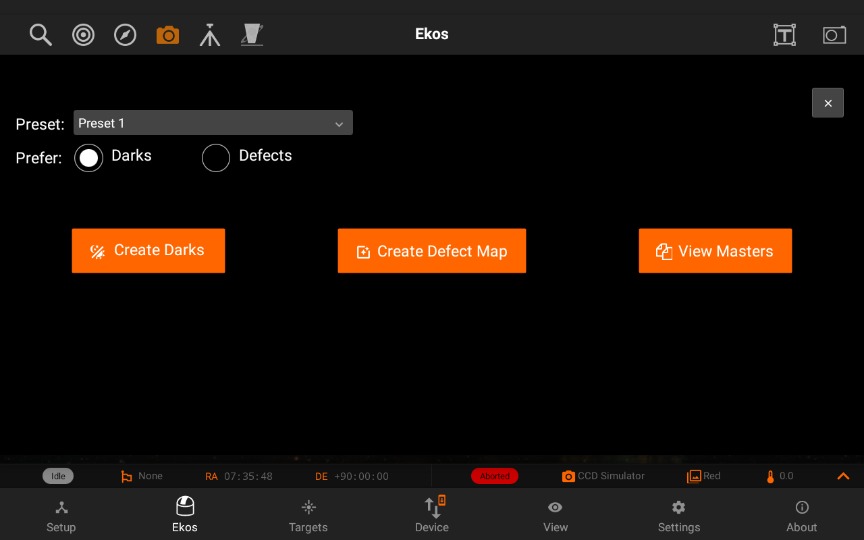 Ekos
Preset: Preset 1
Prefer: Darks Defects
Create Darks Create Defect Map View Masters
Idle None RA 07:35:48 DE +90:00:00 Aborted CCD Simulator Red 0.0
Setup Ekos Targets Device View Settings About